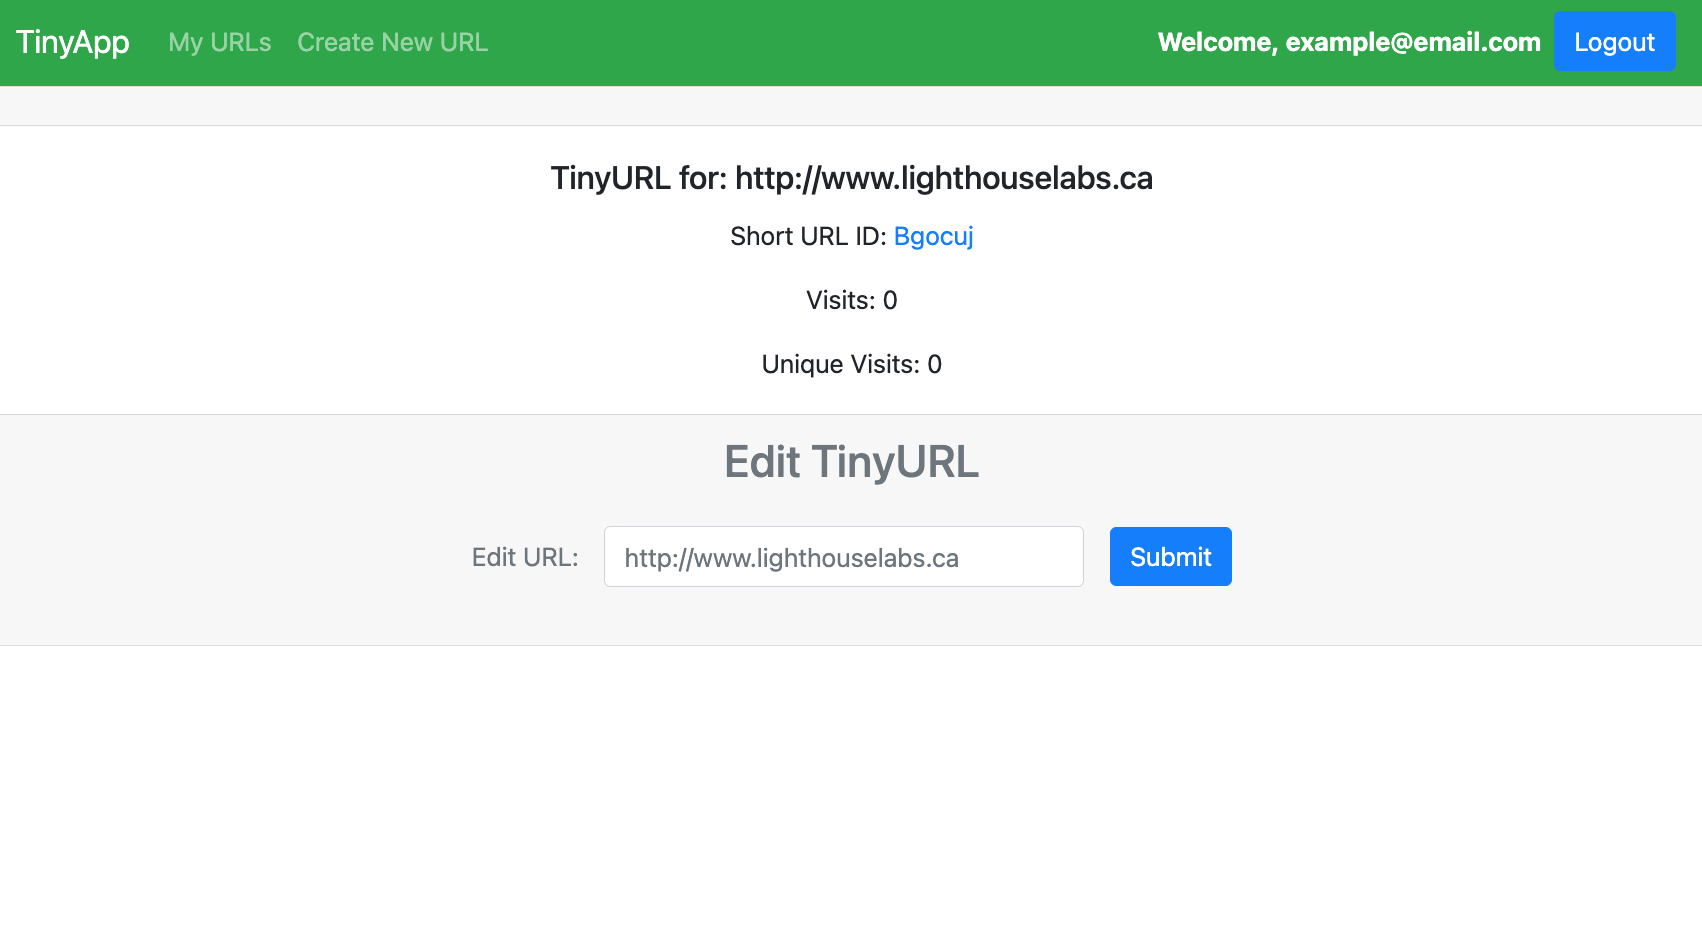 TinyApp My URLs Create New URL Welcome, example@email.com Logout
TinyURL for: http://www.lighthouselabs.ca
Short URL ID: Bgocuj
Visits: 0
Unique Visits: 0
Edit TinyURL
Edit URL: http://www.lighthouselabs.ca Submit